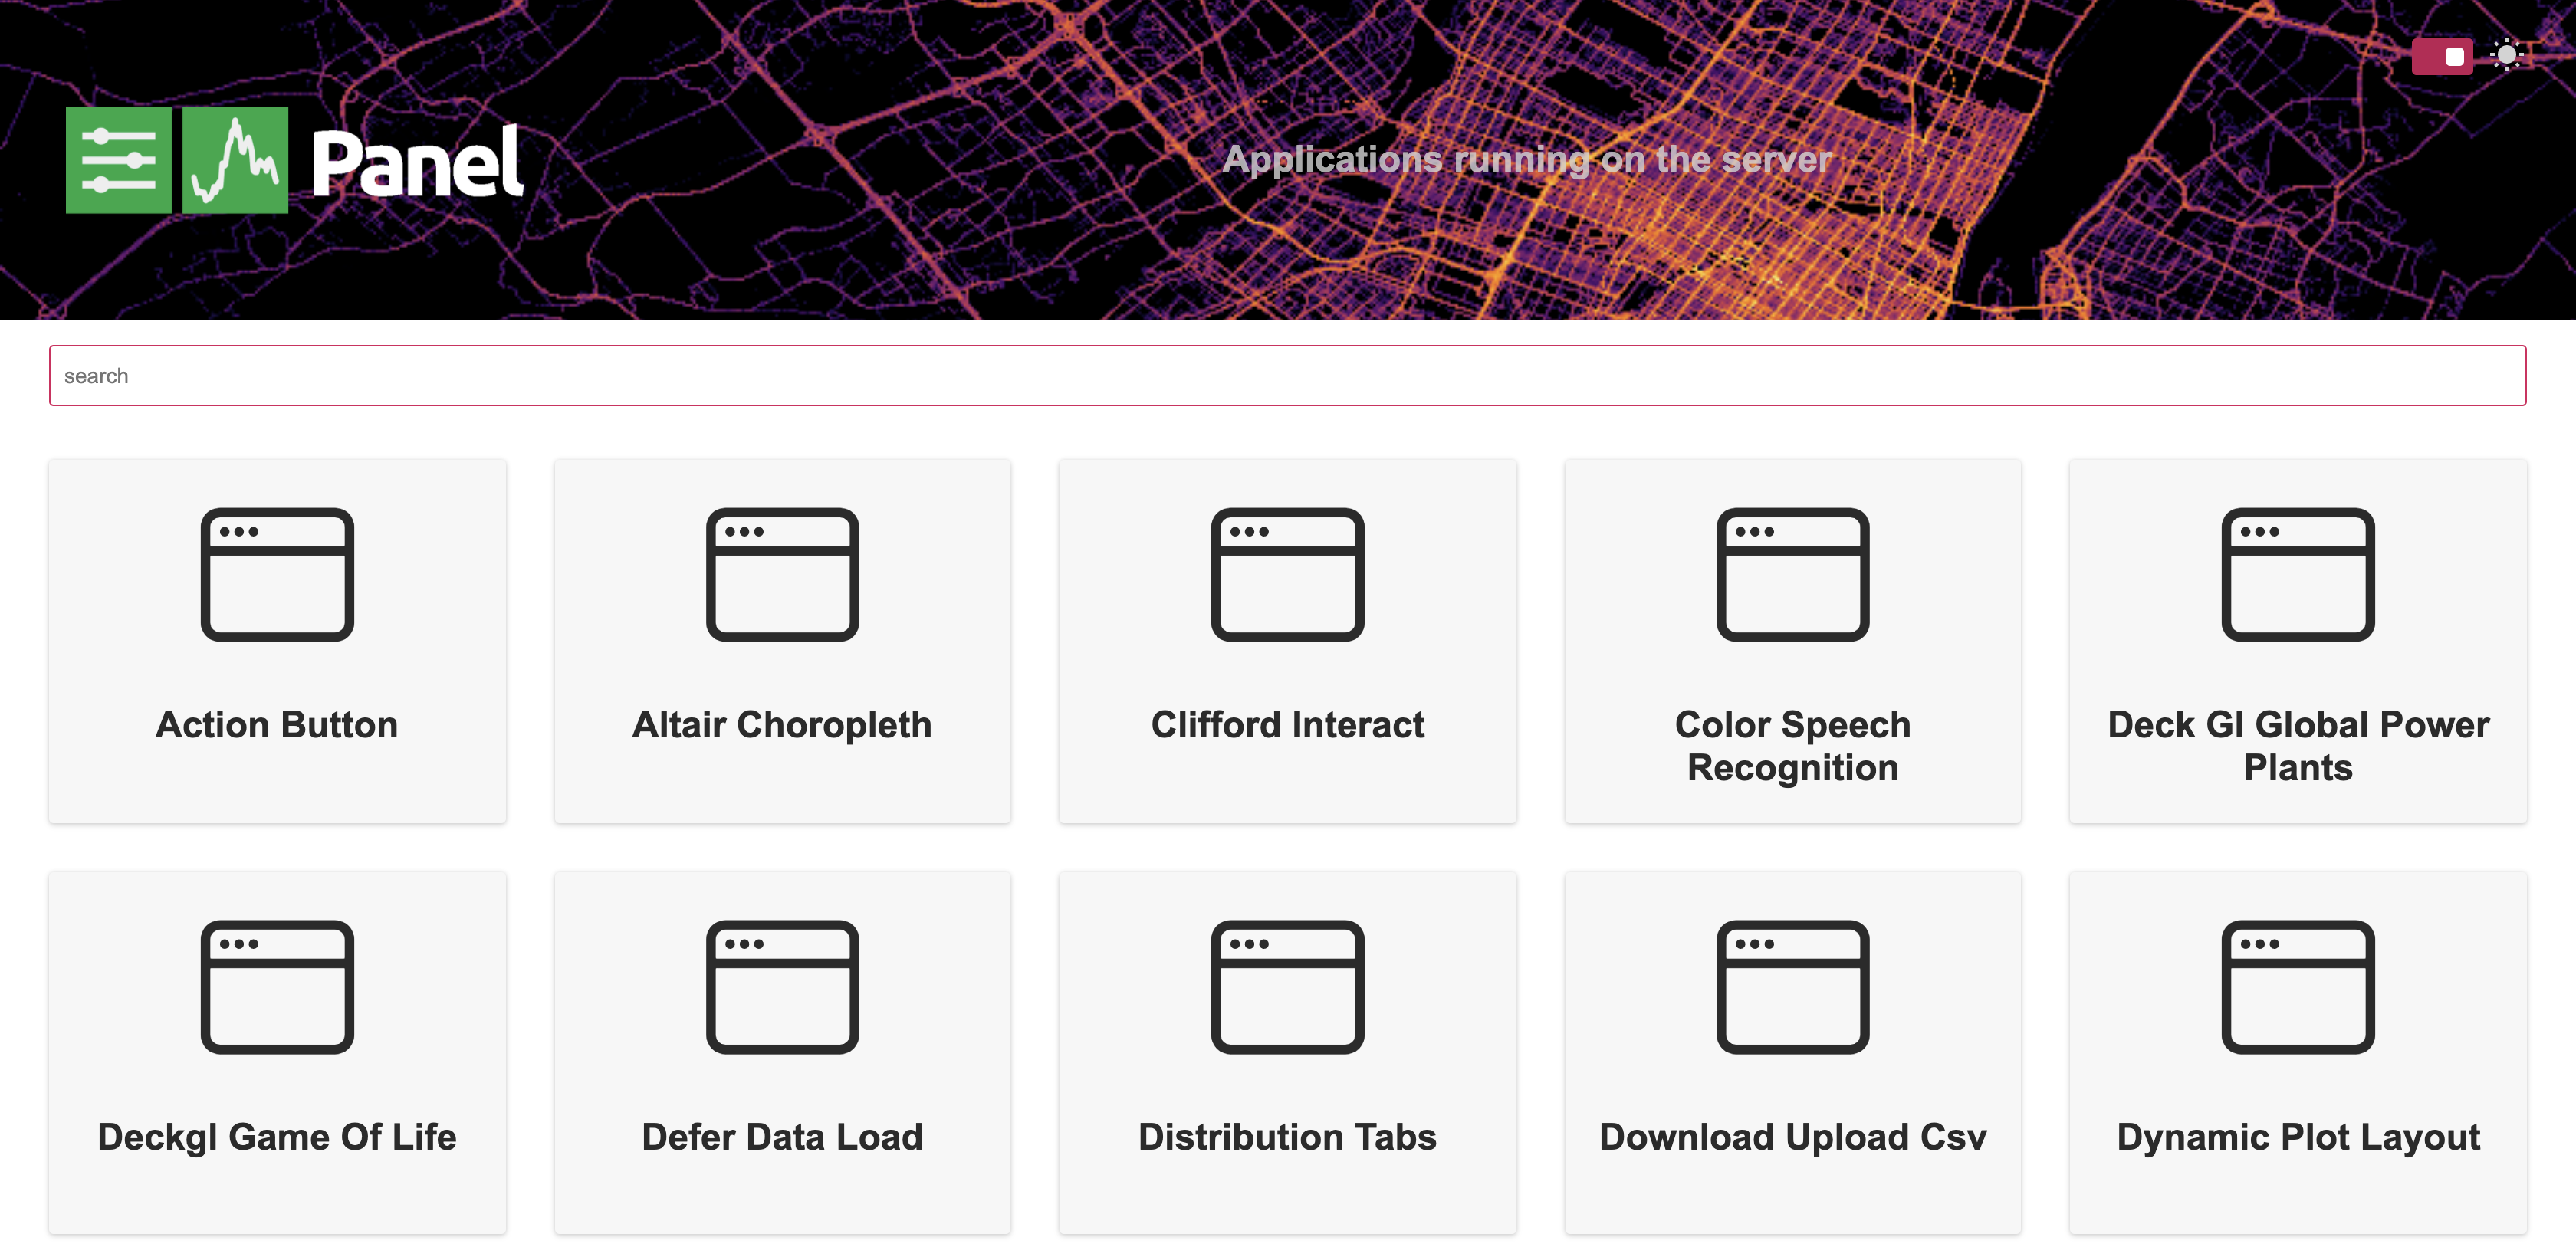 Panel
Applications running on the server
search
Action Button
Altair Choropleth
Clifford Interact
Color Speech
Recognition
Deck Gl Global Power
Plants
Deckgl Game Of Life
Defer Data Load
Distribution Tabs
Download Upload Csv
Dynamic Plot Layout